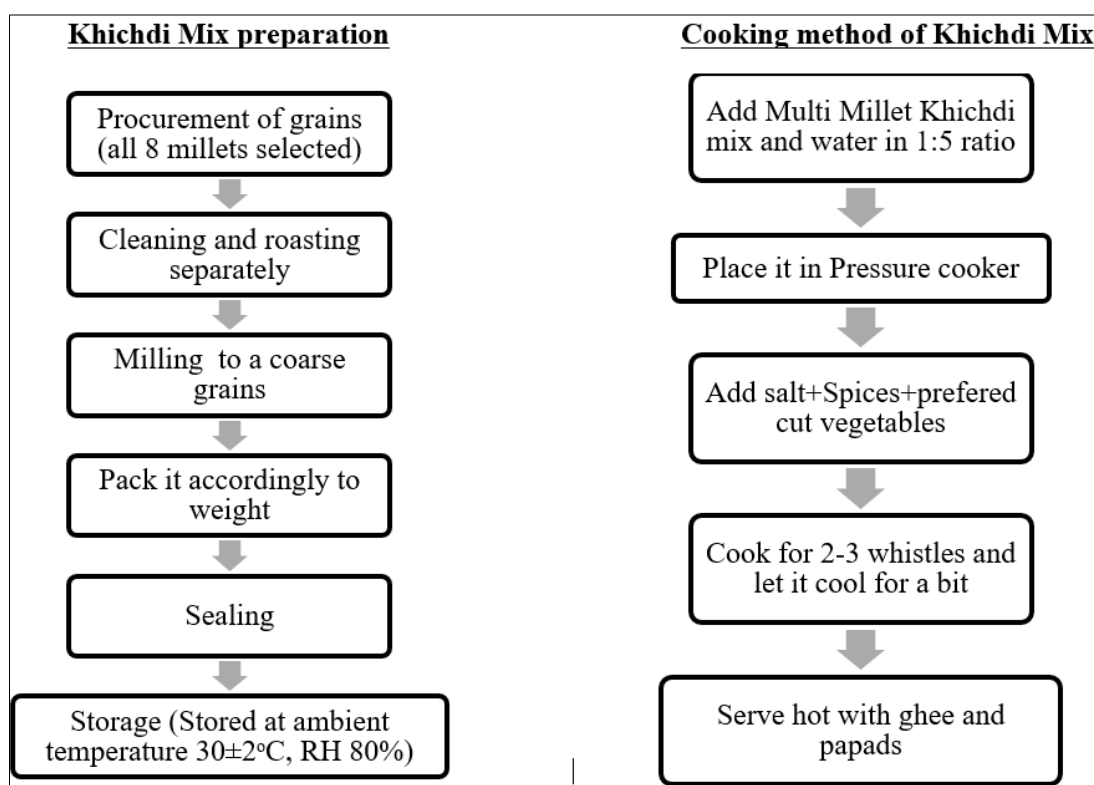 Khichdi Mix preparation
Procurement of grains
(all 8 millets selected)
Cleaning and roasting
separately
Milling to a coarse
grains
Pack it accordingly to
weight
Sealing
Storage (Stored at ambient
temperature 30±2°C, RH 80%)
Cooking method of Khichdi Mix
Add Multi Millet Khichdi
mix and water in 1:5 ratio
Place it in Pressure cooker
Add salt+Spices+prefered
cut vegetables
Cook for 2-3 whistles and
let it cool for a bit
Serve hot with ghee and
papads